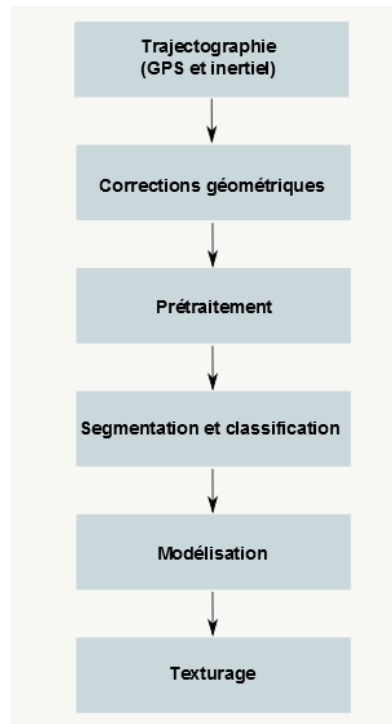 Trajectographie
(GPS et inertiel)
Corrections géométriques
Prétraitement
Segmentation et classification
Modélisation
Texturage